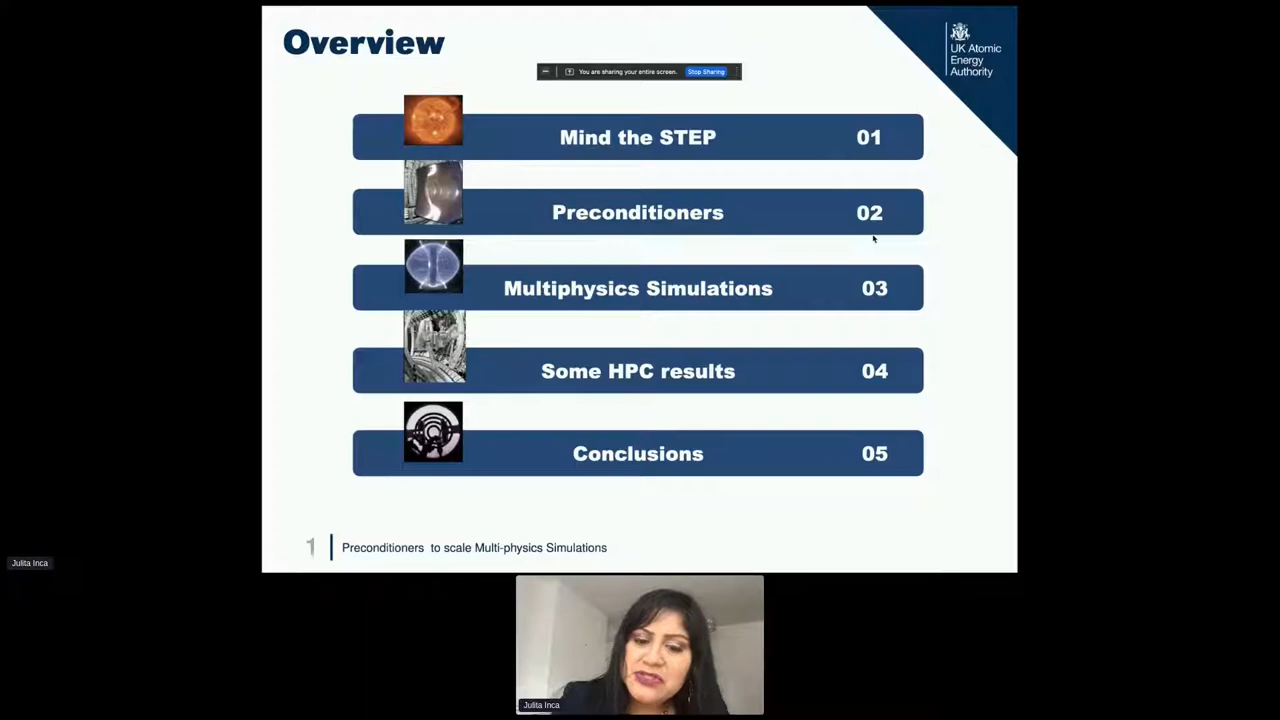 Overview
UK Atomic
Energy
Authority
You are sharing your entire screen.
Stop Sharing
Mind the STEP 01
Preconditioners 02
Multiphysics Simulations 03
Some HPC results 04
Conclusions 05
1
Preconditioners to scale Multi-physics Simulations
Julita Inca
Julita Inca